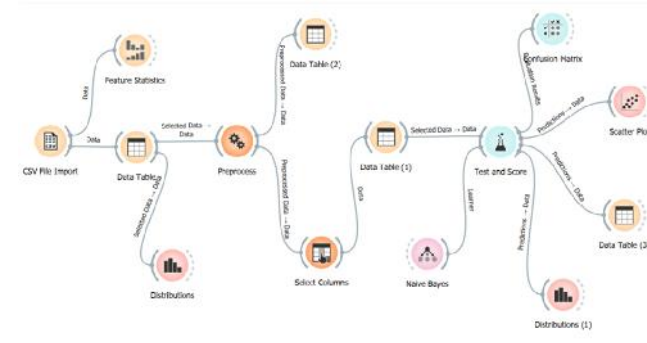 Feature Statistics
Data
CSV File Import
Data
Data Table
Selected Data → Data
Selected Data → Data
Distributions
Preprocess
Preprocessed Data → Data
Data Table (2)
Preprocessed Data → Data
Select Columns
Data
Data Table (1)
Selected Data → Data
Test and Score
Learner
Naive Bayes
Evaluation Results
Confusion Matrix
Predictions → Data
Scatter Plo
Predictions → Data
Data Table (3
Predictions → Data
Distributions (1)